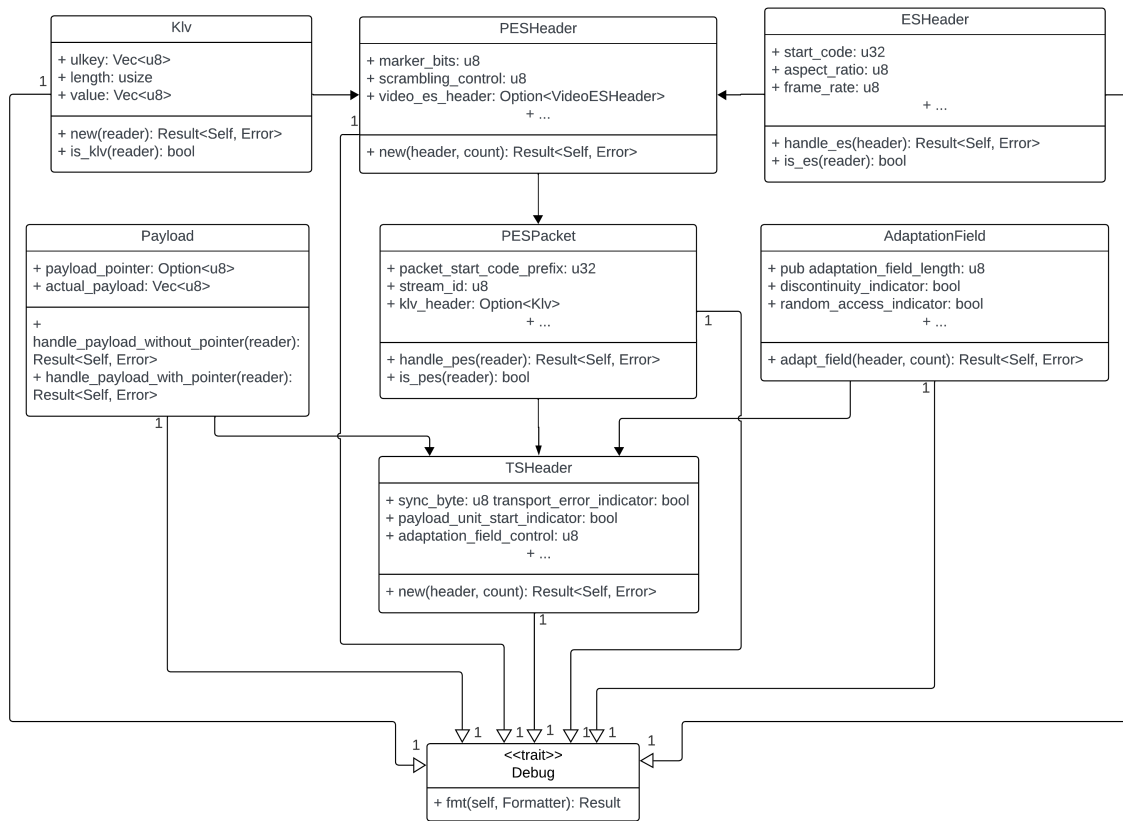 Klv
+ ulkey: Vec<u8>
+ length: usize
+ value: Vec<u8>
+ new(reader): Result<Self, Error>
+ is_klv(reader): bool
1
PESHeader
+ marker_bits: u8
+ scrambling_control: u8
+ video_es_header: Option<VideoESHeader>
+ ...
+ new(header, count): Result<Self, Error>
1
ESHeader
+ start_code: u32
+ aspect_ratio: u8
+ frame_rate: u8
+ ...
+ handle_es(header): Result<Self, Error>
+ is_es(reader): bool
Payload
+ payload_pointer: Option<u8>
+ actual_payload: Vec<u8>
+
handle_payload_without_pointer(reader):
Result<Self, Error>
+ handle_payload_with_pointer(reader):
Result<Self, Error>
1
PESPacket
+ packet_start_code_prefix: u32
+ stream_id: u8
+ klv_header: Option<Klv>
+ ...
+ handle_pes(reader): Result<Self, Error>
+ is_pes(reader): bool
1
AdaptationField
+ pub adaptation_field_length: u8
+ discontinuity_indicator: bool
+ random_access_indicator: bool
+ ...
+ adapt_field(header, count): Result<Self, Error>
1
TSHeader
+ sync_byte: u8 transport_error_indicator: bool
+ payload_unit_start_indicator: bool
+ adaptation_field_control: u8
+ ...
+ new(header, count): Result<Self, Error>
1
1 1 1 1 1
1 1
<<trait>>
Debug
+ fmt(self, Formatter): Result